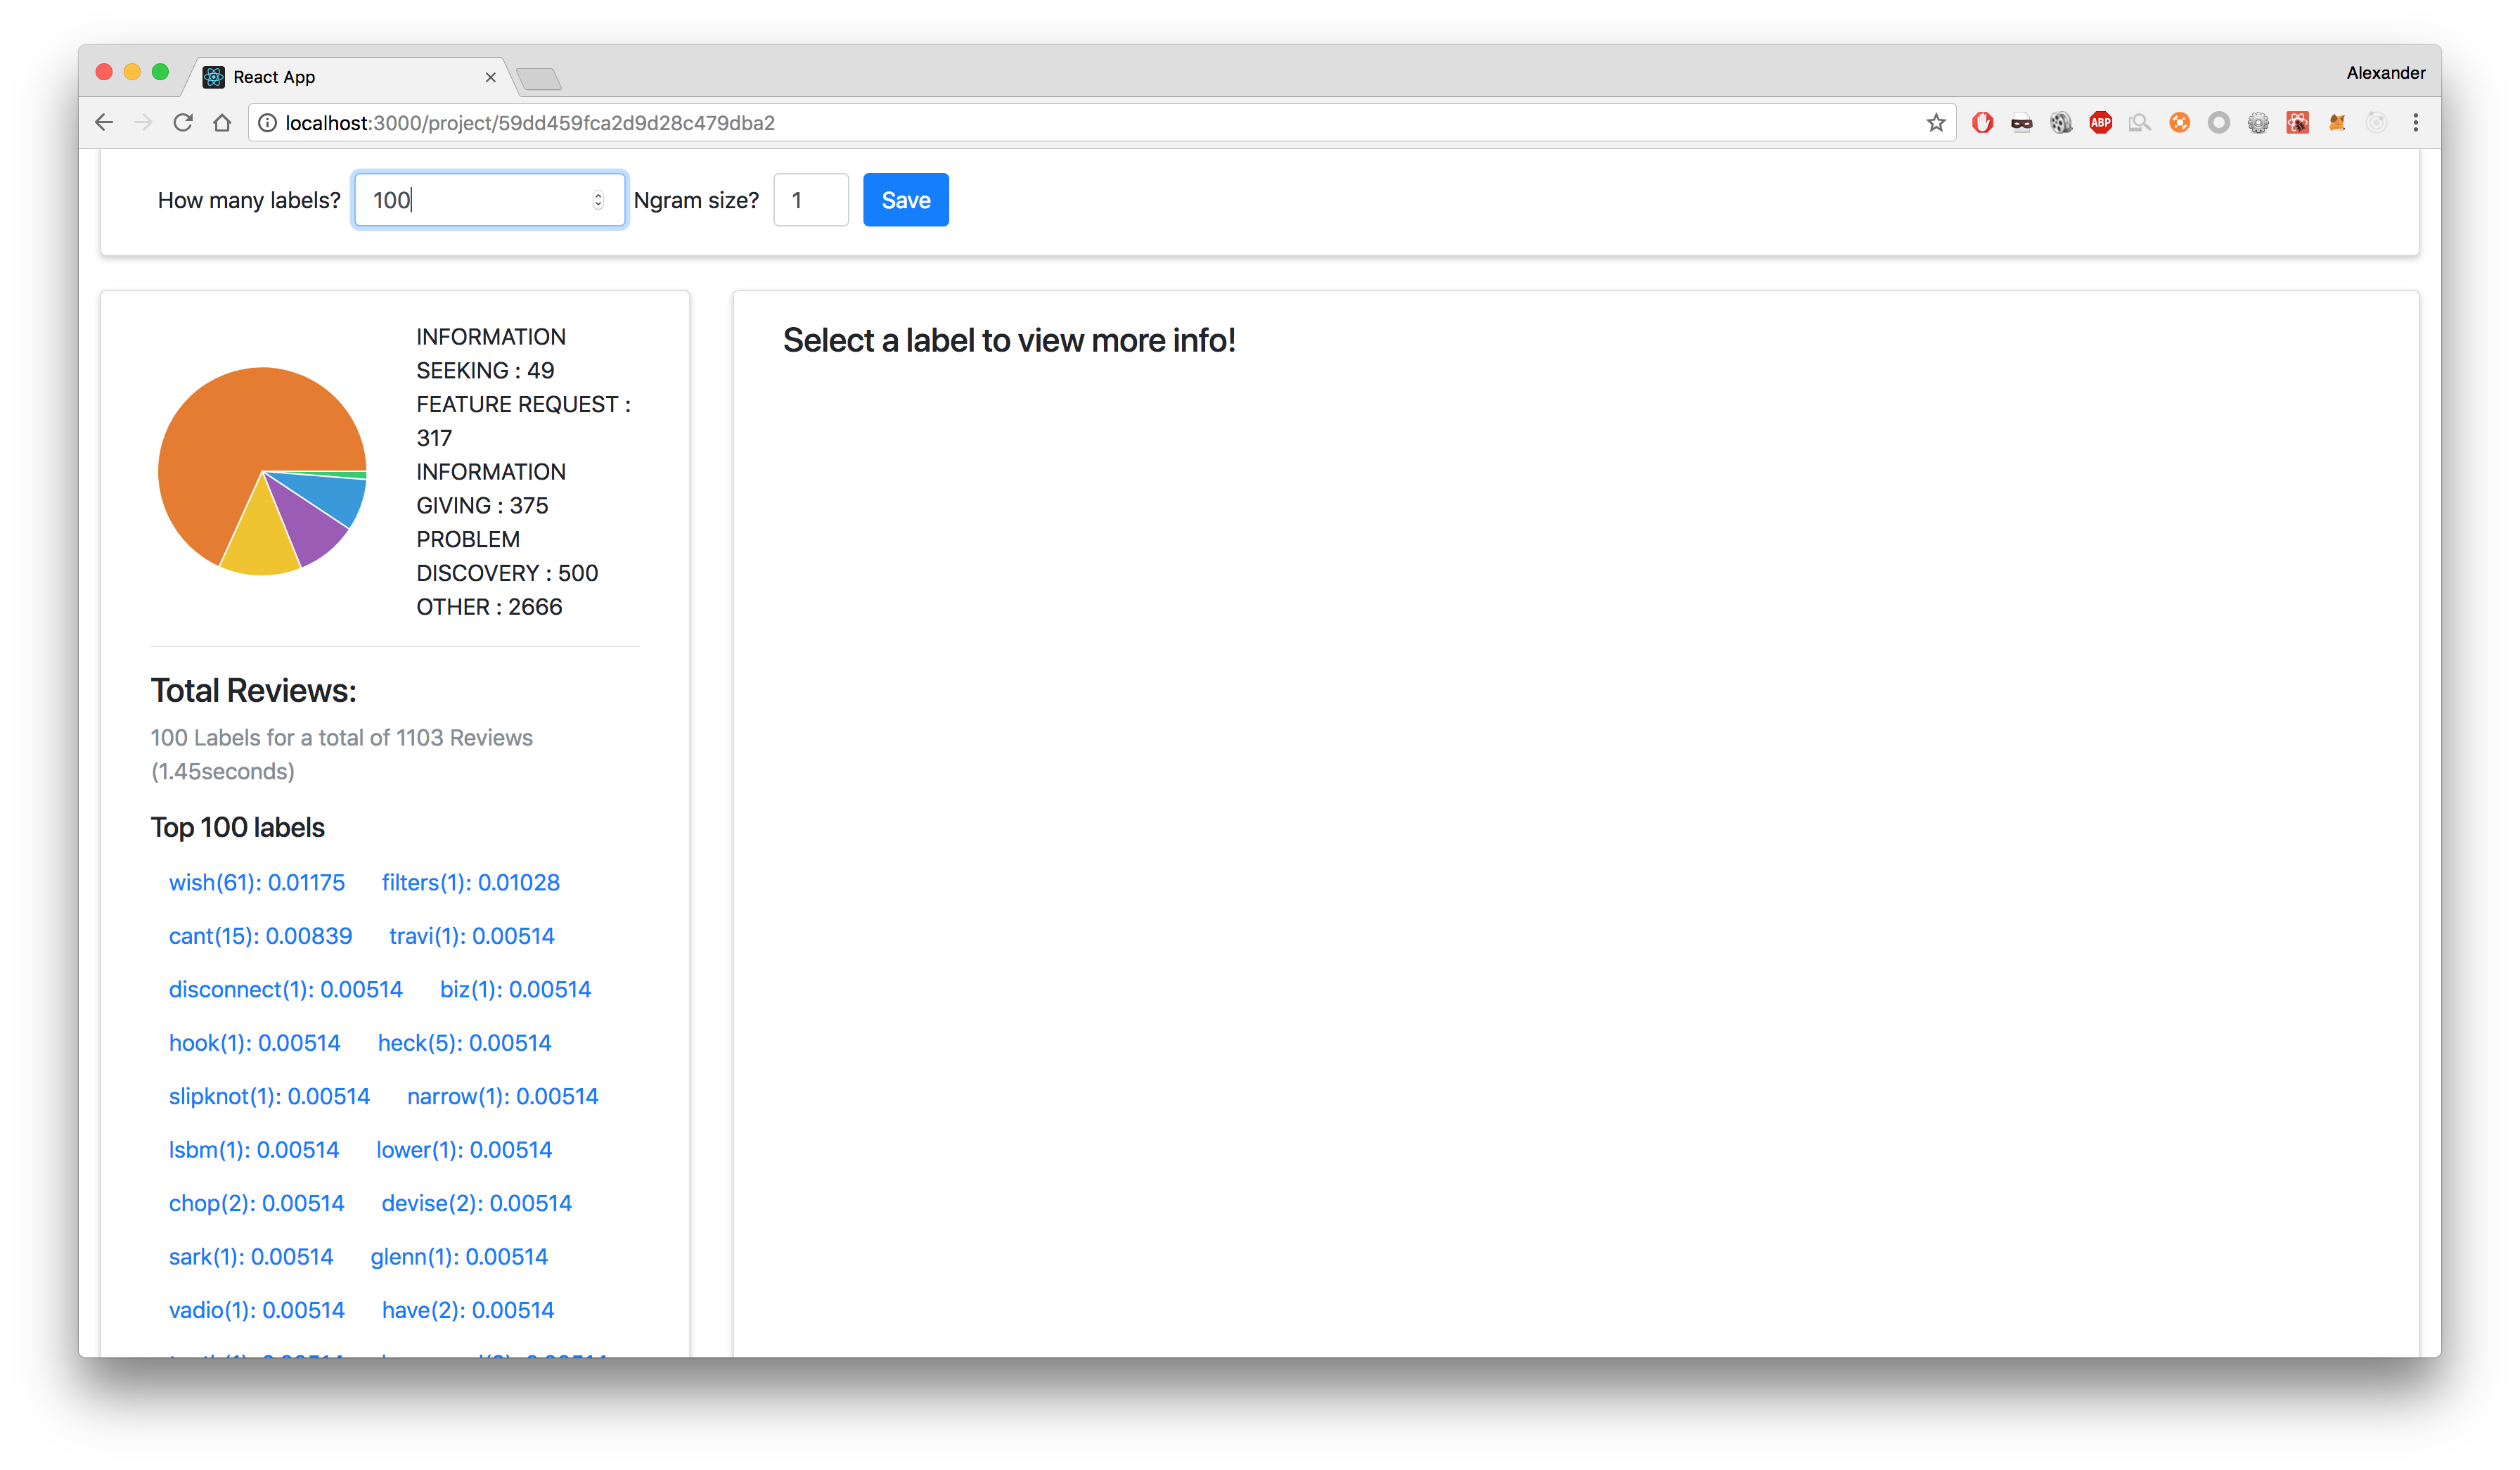 React App
Alexander
localhost:3000/project/59dd459fca2d9d28c479dba2
ABP
How many labels? 100 Ngram size? 1 Save
INFORMATION
SEEKING : 49
FEATURE REQUEST :
317
INFORMATION
GIVING : 375
PROBLEM
DISCOVERY : 500
OTHER : 2666
Select a label to view more info!
Total Reviews:
100 Labels for a total of 1103 Reviews
(1.45seconds)
Top 100 labels
wish(61): 0.01175 filters(1): 0.01028
cant(15): 0.00839 travi(1): 0.00514
disconnect(1): 0.00514 biz(1): 0.00514
hook(1): 0.00514 heck(5): 0.00514
slipknot(1): 0.00514 narrow(1): 0.00514
lsbm(1): 0.00514 lower(1): 0.00514
chop(2): 0.00514 devise(2): 0.00514
sark(1): 0.00514 glenn(1): 0.00514
vadio(1): 0.00514 have(2): 0.00514